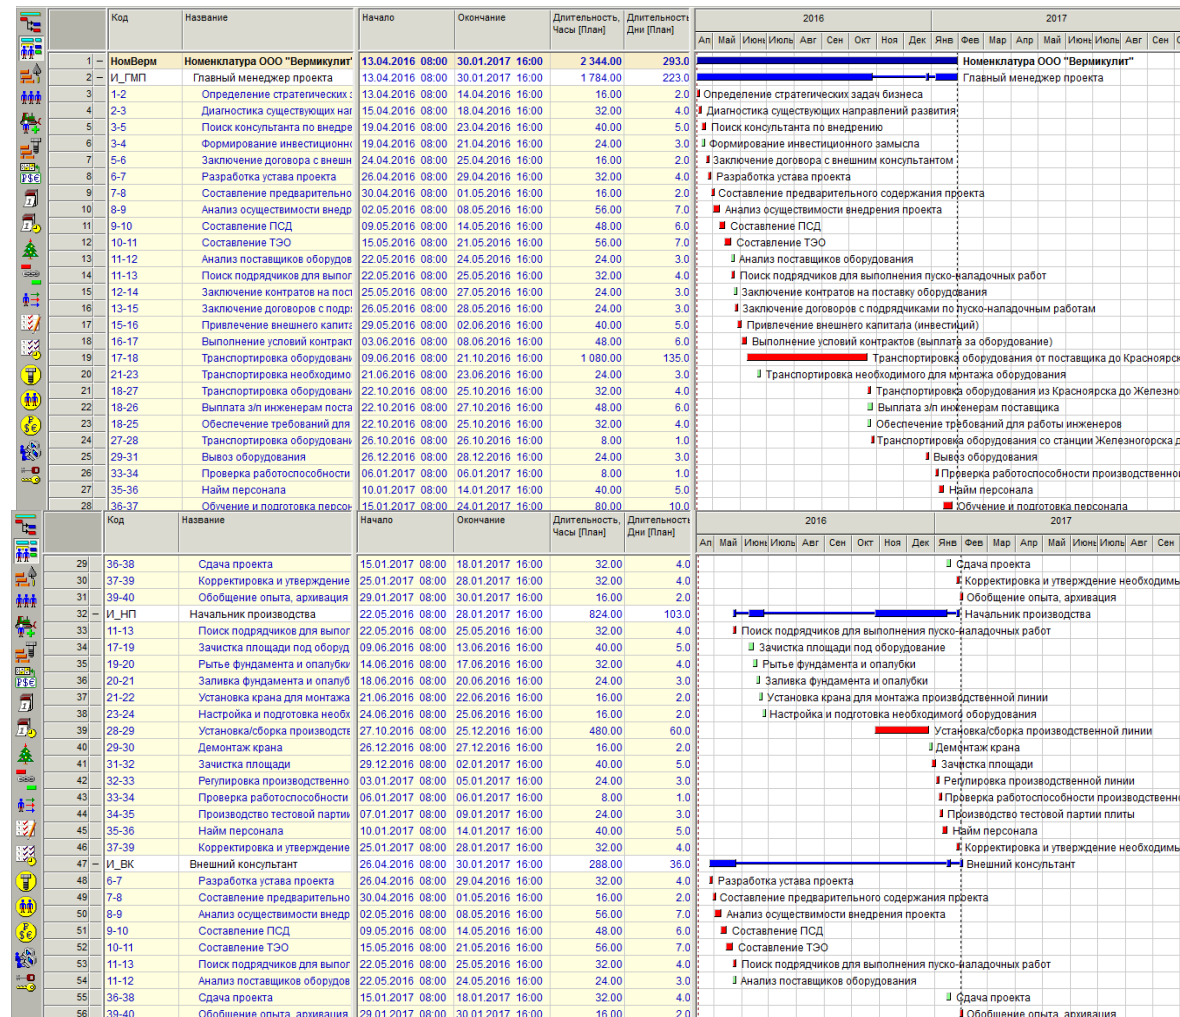 Код Название Начало Окончание Длительность, Часы [План] Длительность Дни [План] 2016 2017
Ап Май Июнь Июль Авг Сен Окт Ноя Дек Янв Фев Мар Апр Май Июнь Июль Авг Сен
1 НомВерм Номенклатура ООО "Вермикулит" 13.04.2016 08:00 30.01.2017 16:00 2 344.00 293.0 Номенклатура ООО "Вермикулит"
2 И_ГМП Главный менеджер проекта 13.04.2016 08:00 30.01.2017 16:00 1 784.00 223.0 Главный менеджер проекта
3 1-2 Определение стратегических 13.04.2016 08:00 14.04.2016 16:00 16.00 2.0 Определение стратегических задач бизнеса
4 2-3 Диагностика существующих наг 15.04.2016 08:00 18.04.2016 16:00 32.00 4.0 Диагностика существующих направлений развития
5 3-5 Поиск консультанта по внедре 19.04.2016 08:00 23.04.2016 16:00 40.00 5.0 Поиск консультанта по внедрению
6 3-4 Формирование инвестиционно 19.04.2016 08:00 21.04.2016 16:00 24.00 3.0 Формирование инвестиционного замысла
7 5-6 Заключение договора с внешн 24.04.2016 08:00 25.04.2016 16:00 16.00 2.0 Заключение договора с внешним консультантом
8 6-7 Разработка устава проекта 26.04.2016 08:00 29.04.2016 16:00 32.00 4.0 Разработка устава проекта
9 7-8 Составление предварительно 30.04.2016 08:00 01.05.2016 16:00 16.00 2.0 Составление предварительного содержания проекта
10 8-9 Анализ осуществимости внедр 02.05.2016 08:00 08.05.2016 16:00 56.00 7.0 Анализ осуществимости внедрения проекта
11 9-10 Составление ПСД 09.05.2016 08:00 14.05.2016 16:00 48.00 6.0 Составление ПСД
12 10-11 Составление ТЭО 15.05.2016 08:00 21.05.2016 16:00 56.00 7.0 Составление ТЭО
13 11-12 Анализ поставщиков оборудов 22.05.2016 08:00 24.05.2016 16:00 24.00 3.0 Анализ поставщиков оборудования
14 11-13 Поиск подрядчиков для выпол 22.05.2016 08:00 25.05.2016 16:00 32.00 4.0 Поиск подрядчиков для выполнения пуско-наладочных работ
15 12-14 Заключение контратов на пост 25.05.2016 08:00 27.05.2016 16:00 24.00 3.0 Заключение контратов на поставку оборудования
16 13-15 Заключение договоров с подр 26.05.2016 08:00 28.05.2016 16:00 24.00 3.0 Заключение договоров с подрядчиками по пуско-наладочным работам
17 15-16 Привлечение внешнего капита 29.05.2016 08:00 02.06.2016 16:00 40.00 5.0 Привлечение внешнего капитала (инвестиций)
18 16-17 Выполнение условий контракт 03.06.2016 08:00 08.06.2016 16:00 48.00 6.0 Выполнение условий контрактов (выплата за оборудование)
19 17-18 Транспортировка оборудовани 09.06.2016 08:00 21.10.2016 16:00 1 080.00 135.0 Транспортировка оборудования от поставщика до Красноярск
20 21-23 Транспортировка необходимо 21.06.2016 08:00 23.06.2016 16:00 24.00 3.0 Транспортировка необходимого для монтажа оборудования
21 18-27 Транспортировка оборудовани 22.10.2016 08:00 25.10.2016 16:00 32.00 4.0 Транспортировка оборудования из Красноярска до Железно
22 18-26 Выплата з/п инженерам поста 22.10.2016 08:00 27.10.2016 16:00 48.00 6.0 Выплата з/п инженерам поставщика
23 18-25 Обеспечение требований для 22.10.2016 08:00 25.10.2016 16:00 32.00 4.0 Обеспечение требований для работы инженеров
24 27-28 Транспортировка оборудовани 26.10.2016 08:00 26.10.2016 16:00 8.00 1.0 Транспортировка оборудования со станции Железногорска д
25 29-31 Вывоз оборудования 26.12.2016 08:00 28.12.2016 16:00 24.00 3.0 Вывоз оборудования
26 33-34 Проверка работоспособности 06.01.2017 08:00 06.01.2017 16:00 8.00 1.0 Проверка работоспособности производственно
27 35-36 Найм персонала 10.01.2017 08:00 14.01.2017 16:00 40.00 5.0 Найм персонала
28 36-37 Обучение и подготовка персон 15.01.2017 08:00 24.01.2017 16:00 80.00 10.0 Обучение и подготовка персонала
Код Название Начало Окончание Длительность, Часы [План] Длительность Дни [План] 2016 2017
Ап Май Июнь Июль Авг Сен Окт Ноя Дек Янв Фев Мар Апр Май Июнь Июль Авг Сен
29 36-38 Сдача проекта 15.01.2017 08:00 18.01.2017 16:00 32.00 4.0 Сдача проекта
30 37-39 Корректировка и утверждение 25.01.2017 08:00 28.01.2017 16:00 32.00 4.0 Корректировка и утверждение необходимы
31 39-40 Обобщение опыта, архивация 29.01.2017 08:00 30.01.2017 16:00 16.00 2.0 Обобщение опыта, архивация
32 И_НП Начальник производства 22.05.2016 08:00 28.01.2017 16:00 824.00 103.0 Начальник производства
33 11-13 Поиск подрядчиков для выпол 22.05.2016 08:00 25.05.2016 16:00 32.00 4.0 Поиск подрядчиков для выполнения пуско-наладочных работ
34 17-19 Зачистка площади под оборуд 09.06.2016 08:00 13.06.2016 16:00 40.00 5.0 Зачистка площади под оборудование
35 19-20 Рытье фундамента и опалубки 14.06.2016 08:00 17.06.2016 16:00 32.00 4.0 Рытье фундамента и опалубки
36 20-21 Заливка фундамента и опалуб 18.06.2016 08:00 20.06.2016 16:00 24.00 3.0 Заливка фундамента и опалубки
37 21-22 Установка крана для монтажа 21.06.2016 08:00 22.06.2016 16:00 16.00 2.0 Установка крана для монтажа производственной линии
38 23-24 Настройка и подготовка необх 24.06.2016 08:00 25.06.2016 16:00 16.00 2.0 Настройка и подготовка необходимого оборудования
39 28-29 Установка/сборка производств 27.10.2016 08:00 25.12.2016 16:00 480.00 60.0 Установка/сборка производственной линии
40 29-30 Демонтаж крана 26.12.2016 08:00 27.12.2016 16:00 16.00 2.0 Демонтаж крана
41 31-32 Зачистка площади 29.12.2016 08:00 02.01.2017 16:00 40.00 5.0 Зачистка площади
42 32-33 Регулировка производственно 03.01.2017 08:00 05.01.2017 16:00 24.00 3.0 Регулировка производственной линии
43 33-34 Проверка работоспособности 06.01.2017 08:00 06.01.2017 16:00 8.00 1.0 Проверка работоспособности производственн
44 34-35 Производство тестовой партии 07.01.2017 08:00 09.01.2017 16:00 24.00 3.0 Производство тестовой партии плиты
45 35-36 Найм персонала 10.01.2017 08:00 14.01.2017 16:00 40.00 5.0 Найм персонала
46 37-39 Корректировка и утверждение 25.01.2017 08:00 28.01.2017 16:00 32.00 4.0 Корректировка и утверждение необходимы
47 И_ВК Внешний консультант 26.04.2016 08:00 30.01.2017 16:00 288.00 36.0 Внешний консультант
48 6-7 Разработка устава проекта 26.04.2016 08:00 29.04.2016 16:00 32.00 4.0 Разработка устава проекта
49 7-8 Составление предварительно 30.04.2016 08:00 01.05.2016 16:00 16.00 2.0 Составление предварительного содержания проекта
50 8-9 Анализ осуществимости внедр 02.05.2016 08:00 08.05.2016 16:00 56.00 7.0 Анализ осуществимости внедрения проекта
51 9-10 Составление ПСД 09.05.2016 08:00 14.05.2016 16:00 48.00 6.0 Составление ПСД
52 10-11 Составление ТЭО 15.05.2016 08:00 21.05.2016 16:00 56.00 7.0 Составление ТЭО
53 11-13 Поиск подрядчиков для выпол 22.05.2016 08:00 25.05.2016 16:00 32.00 4.0 Поиск подрядчиков для выполнения пуско-наладочных работ
54 11-12 Анализ поставщиков оборудов 22.05.2016 08:00 24.05.2016 16:00 24.00 3.0 Анализ поставщиков оборудования
55 36-38 Сдача проекта 15.01.2017 08:00 18.01.2017 16:00 32.00 4.0 Сдача проекта
56 39-40 Обобщение опыта, архивация 29.01.2017 08:00 30.01.2017 16:00 16.00 2.0 Обобщение опыта, архивация